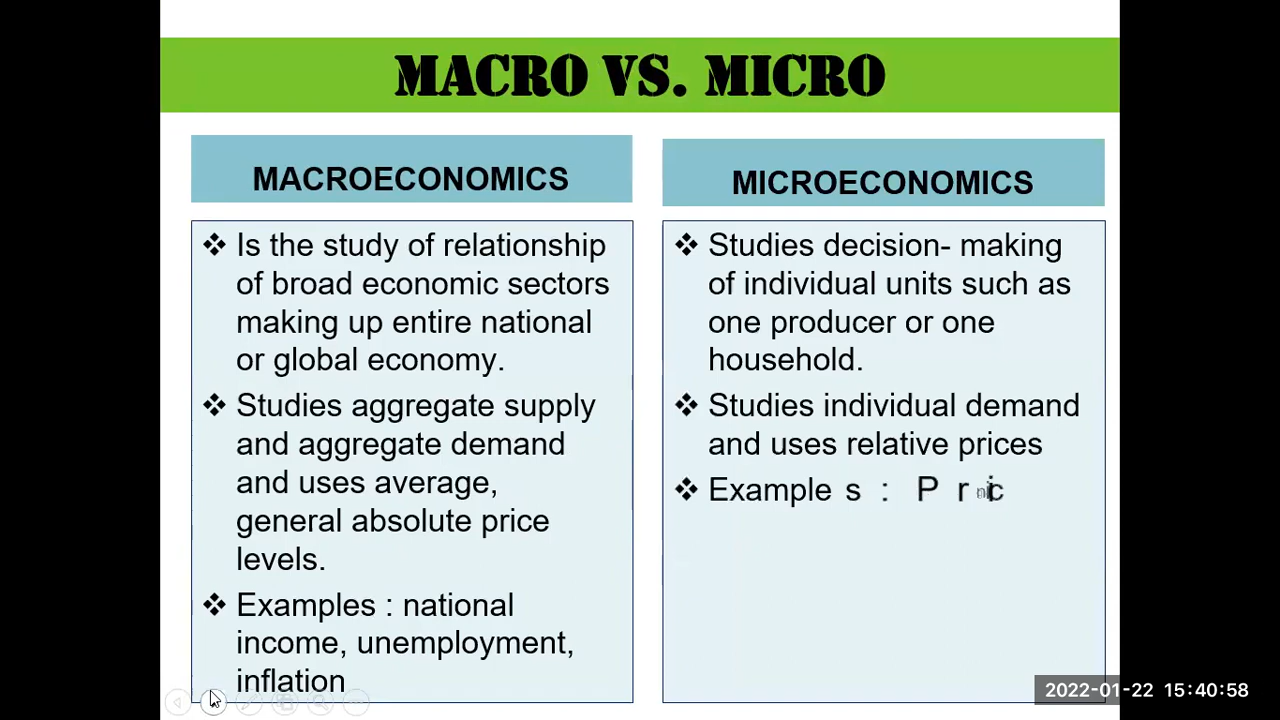 MACRO VS. MICRO
MACROECONOMICS
❖ Is the study of relationship
of broad economic sectors
making up entire national
or global economy.
❖ Studies aggregate supply
and aggregate demand
and uses average,
general absolute price
levels.
❖ Examples : national
income, unemployment,
inflation
MICROECONOMICS
❖ Studies decision- making
of individual units such as
one producer or one
household.
❖ Studies individual demand
and uses relative prices
❖ Examples :
2022-01-22 15:40:58